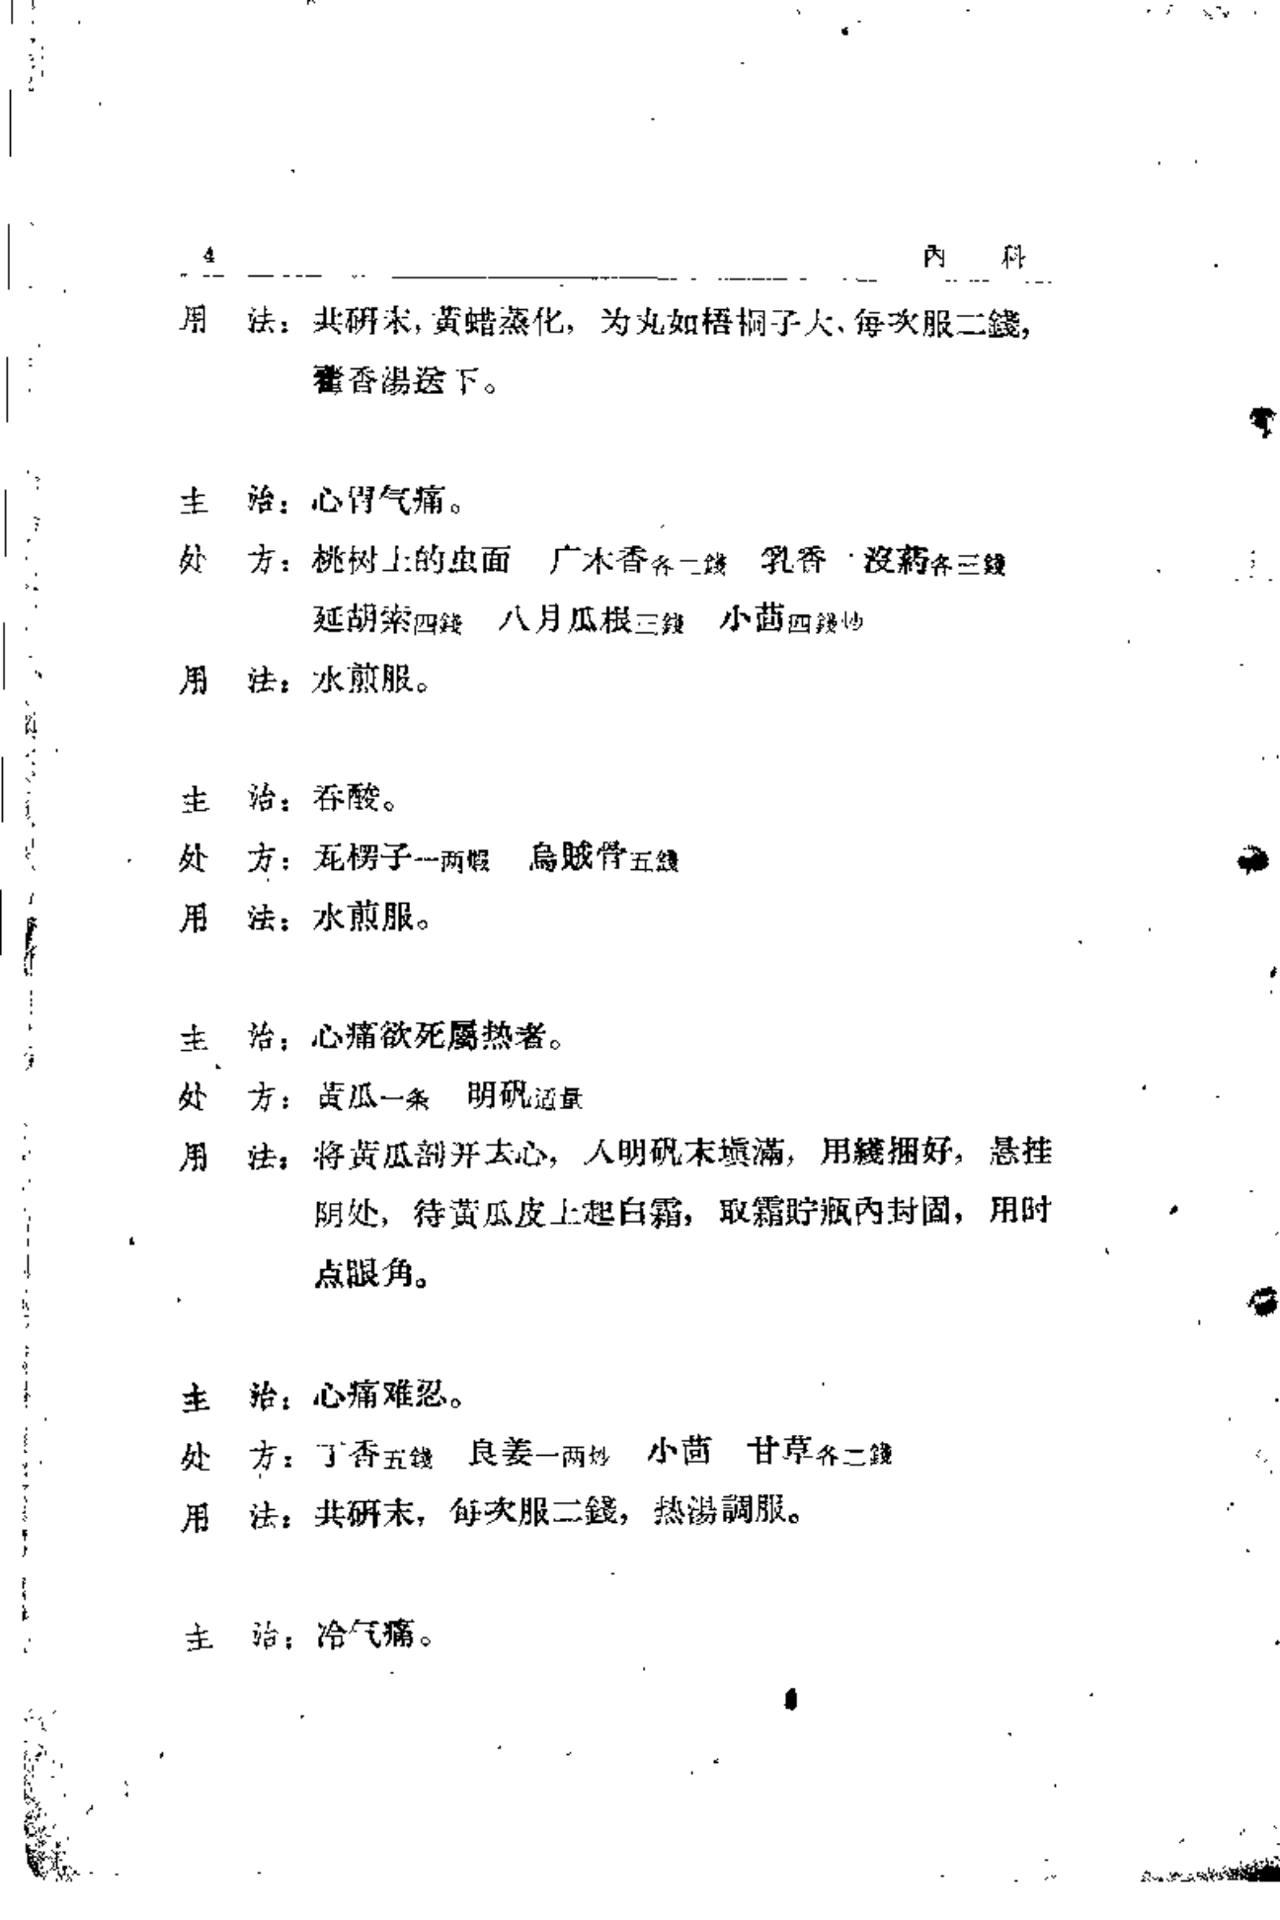 4 內 科
用 法：共研末，黃蜡蒸化，为丸如梧桐子大、每次服二錢，
藿香湯送下。
主 治：心胃气痛。
处 方：桃树上的虫面 广木香各一錢 乳香 沒葯各三錢
延胡索四錢 八月瓜根三錢 小茴四錢炒
用 法：水煎服。
主 治：吞酸。
处 方：瓦楞子一两煅 烏賊骨五錢
用 法：水煎服。
主 治：心痛欲死屬热者。
处 方：黃瓜一条 明矾适量
用 法：将黃瓜剖开去心，入明矾末塡滿，用綫捆好，悬挂
阴处，待黃瓜皮上起白霜，取霜貯瓶內封固，用时
点眼角。
主 治：心痛难忍。
处 方：丁香五錢 良姜一两炒 小茴 甘草各二錢
用 法：共研末，每次服二錢，热湯調服。
主 治：冷气痛。